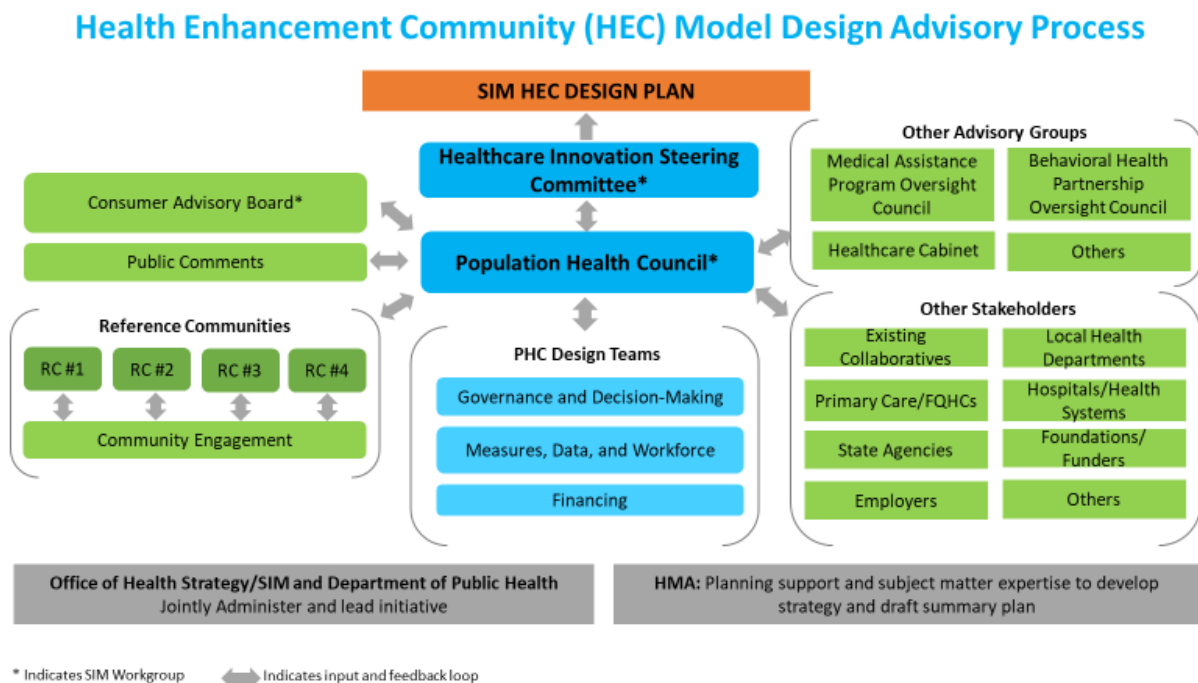 Health Enhancement Community (HEC) Model Design Advisory Process
SIM HEC DESIGN PLAN
Healthcare Innovation Steering
Committee*
Population Health Council*
Consumer Advisory Board*
Public Comments
Reference Communities
RC #1
RC #2
RC #3
RC #4
Community Engagement
PHC Design Teams
Governance and Decision-Making
Measures, Data, and Workforce
Financing
Other Advisory Groups
Medical Assistance
Program Oversight
Council
Behavioral Health
Partnership
Oversight Council
Healthcare Cabinet
Others
Other Stakeholders
Existing
Collaboratives
Local Health
Departments
Primary Care/FQHCs
Hospitals/Health
Systems
State Agencies
Foundations/
Funders
Employers
Others
Office of Health Strategy/SIM and Department of Public Health
Jointly Administer and lead initiative
HMA: Planning support and subject matter expertise to develop
strategy and draft summary plan
* Indicates SIM Workgroup
Indicates input and feedback loop